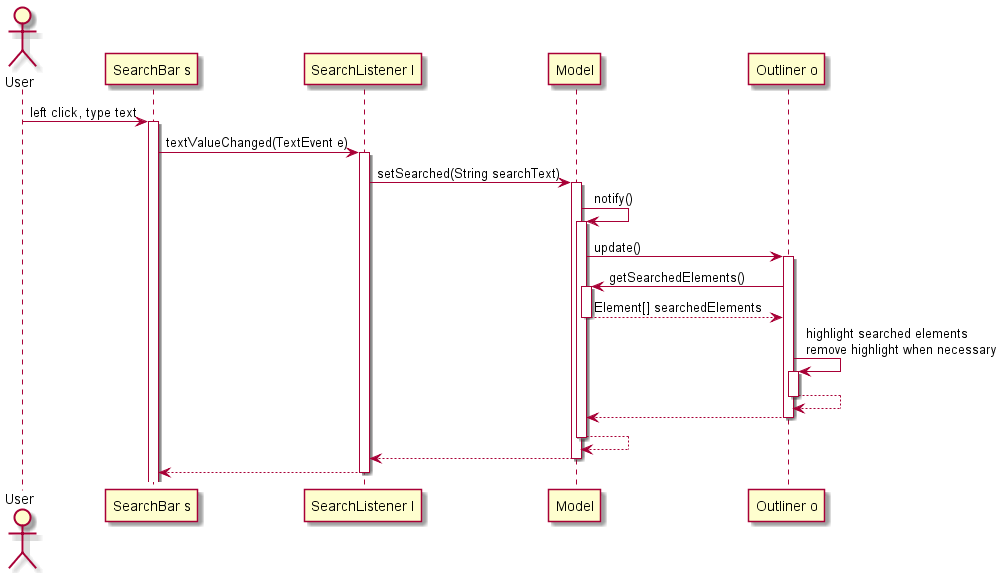 User
SearchBar s
SearchListener l
Model
Outliner o
left click, type text
textValueChanged(TextEvent e)
setSearched(String searchText)
notify()
update()
getSearchedElements()
Element[] searchedElements
highlight searched elements
remove highlight when necessary
User
SearchBar s
SearchListener l
Model
Outliner o